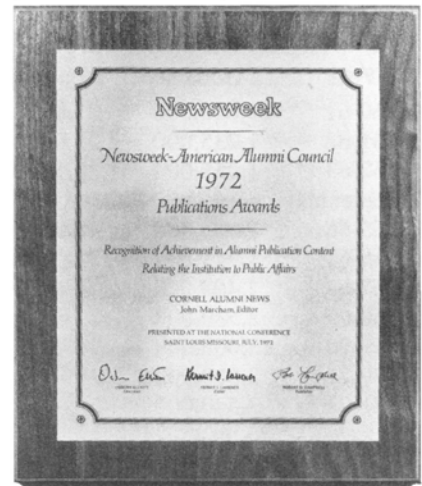 Newsweek
Newsweek-American Alumni Council
1972
Publications Awards
Recognition of Achievement in Alumni Publication Content
Relating the Institution to Public Affairs
CORNELL ALUMNI NEWS
John Marcham, Editor
PRESENTED AT THE NATIONAL CONFERENCE
SAINT LOUIS MISSOURI, JULY, 1972